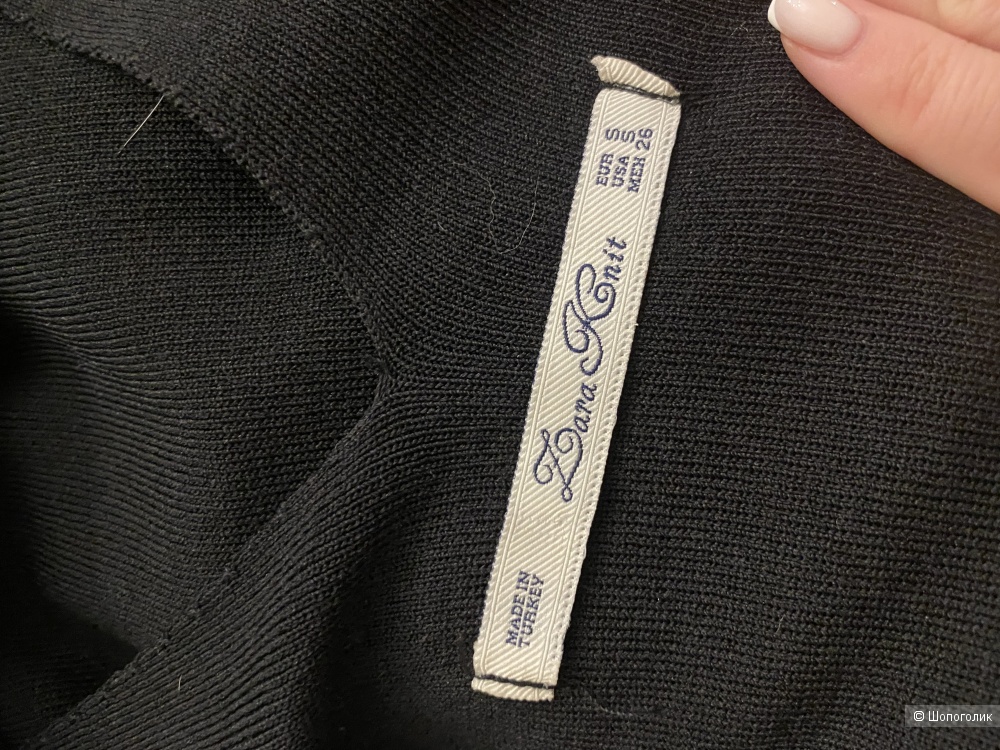 MADE IN
TURKEY
Zara Knit
EUR S
USA S
MEX 26
© Шопоголик